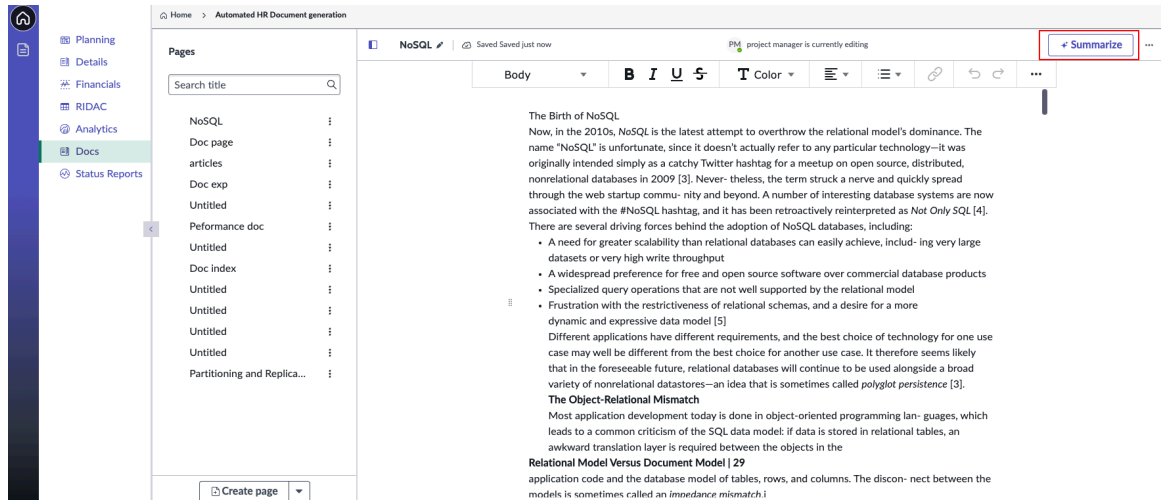 Home > Automated HR Document generation
Planning
Details
Financials
RIDAC
Analytics
Docs
Status Reports
Pages
Search title
NoSQL
Doc page
articles
Doc exp
Untitled
Peformance doc
Untitled
Doc index
Untitled
Untitled
Untitled
Untitled
Partitioning and Replica...
Create page
NoSQL
Saved Saved just now
PM project manager is currently editing
Summarize
Body
B I U S
T Color
The Birth of NoSQL
Now, in the 2010s, NoSQL is the latest attempt to overthrow the relational model’s dominance. The
name “NoSQL” is unfortunate, since it doesn’t actually refer to any particular technology—it was
originally intended simply as a catchy Twitter hashtag for a meetup on open source, distributed,
nonrelational databases in 2009 [3]. Never- theless, the term struck a nerve and quickly spread
through the web startup commu- nity and beyond. A number of interesting database systems are now
associated with the #NoSQL hashtag, and it has been retroactively reinterpreted as Not Only SQL [4].
There are several driving forces behind the adoption of NoSQL databases, including:
• A need for greater scalability than relational databases can easily achieve, includ- ing very large
datasets or very high write throughput
• A widespread preference for free and open source software over commercial database products
• Specialized query operations that are not well supported by the relational model
• Frustration with the restrictiveness of relational schemas, and a desire for a more
dynamic and expressive data model [5]
Different applications have different requirements, and the best choice of technology for one use
case may well be different from the best choice for another use case. It therefore seems likely
that in the foreseeable future, relational databases will continue to be used alongside a broad
variety of nonrelational datastores—an idea that is sometimes called polyglot persistence [3].
The Object-Relational Mismatch
Most application development today is done in object-oriented programming lan- guages, which
leads to a common criticism of the SQL data model: if data is stored in relational tables, an
awkward translation layer is required between the objects in the
Relational Model Versus Document Model | 29
application code and the database model of tables, rows, and columns. The discon- nect between the
models is sometimes called an impedance mismatch.i